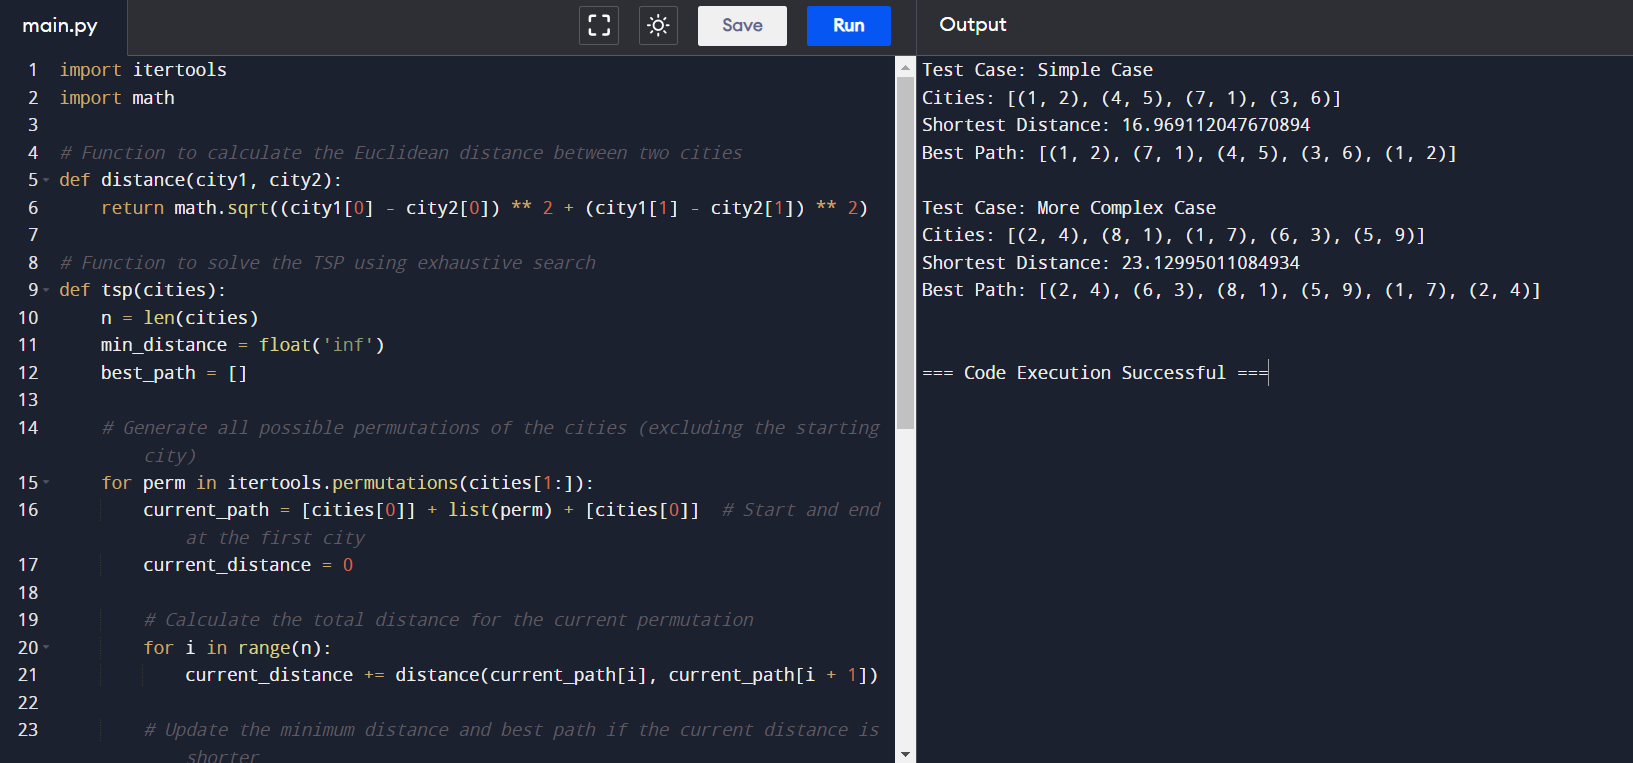 main.py
Save
Run
Output
1 import itertools
2 import math
3
4 # Function to calculate the Euclidean distance between two cities
5 def distance(city1, city2):
6     return math.sqrt((city1[0] - city2[0]) ** 2 + (city1[1] - city2[1]) ** 2)
7
8 # Function to solve the TSP using exhaustive search
9 def tsp(cities):
10     n = len(cities)
11     min_distance = float('inf')
12     best_path = []
13
14     # Generate all possible permutations of the cities (excluding the starting
city)
15     for perm in itertools.permutations(cities[1:]):
16         current_path = [cities[0]] + list(perm) + [cities[0]]  # Start and end
at the first city
17         current_distance = 0
18
19         # Calculate the total distance for the current permutation
20         for i in range(n):
21             current_distance += distance(current_path[i], current_path[i + 1])
22
23         # Update the minimum distance and best path if the current distance is
shorter
Test Case: Simple Case
Cities: [(1, 2), (4, 5), (7, 1), (3, 6)]
Shortest Distance: 16.969112047670894
Best Path: [(1, 2), (7, 1), (4, 5), (3, 6), (1, 2)]

Test Case: More Complex Case
Cities: [(2, 4), (8, 1), (1, 7), (6, 3), (5, 9)]
Shortest Distance: 23.12995011084934
Best Path: [(2, 4), (6, 3), (8, 1), (5, 9), (1, 7), (2, 4)]

=== Code Execution Successful ===